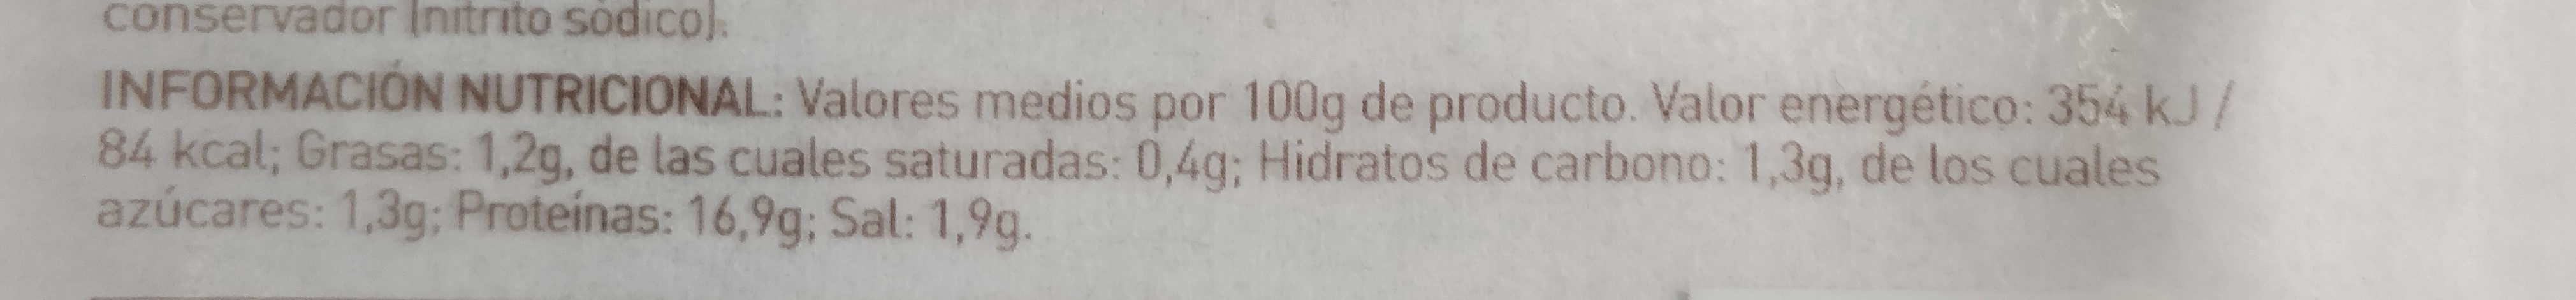 conservador (nitrito sódico).
INFORMACIÓN NUTRICIONAL: Valores medios por 100g de producto. Valor energético: 354 kJ /
84 kcal; Grasas: 1,2g, de las cuales saturadas: 0,4g; Hidratos de carbono: 1,3g, de los cuales
azúcares: 1,3g; Proteínas: 16,9g; Sal: 1,9g.